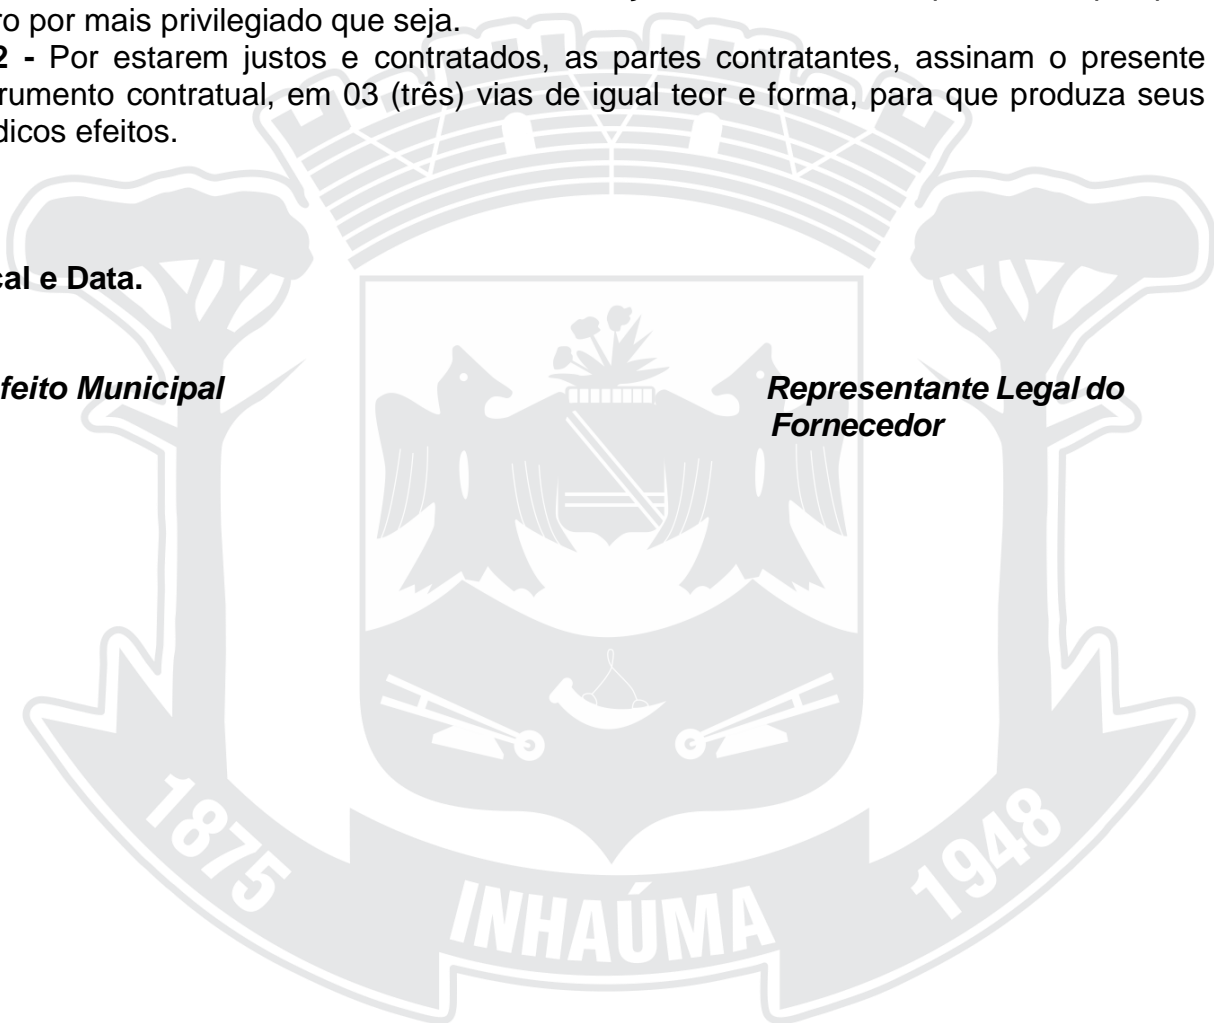 ro por mais privilegiado que seja.
2 - Por estarem justos e contratados, as partes contratantes, assinam o presente
rumento contratual, em 03 (três) vias de igual teor e forma, para que produza seus
dicos efeitos.
cal e Data.
feito Municipal
Representante Legal do
Fornecedor
1875
INHAÚMA
1948